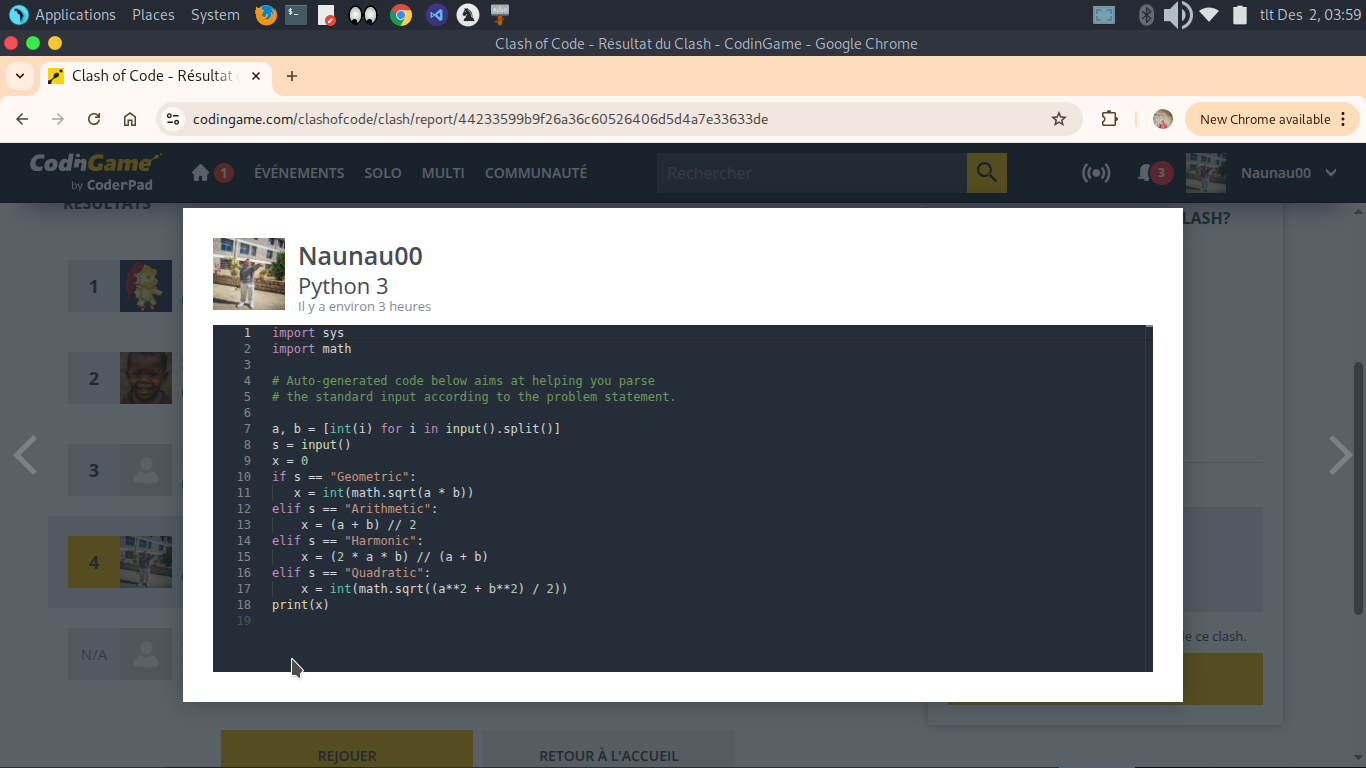 Applications Places System tlt Des 2, 03:59
Clash of Code - Résultat du Clash - CodinGame - Google Chrome
Clash of Code - Résultat
codingame.com/clashofcode/clash/report/44233599b9f26a36c60526406d5d4a7e33633de
New Chrome available
CodinGame
by CoderPad
1
ÉVÉNEMENTS SOLO MULTI COMMUNAUTÉ
Rechercher
3
Naunau00
RÉSULTATS
LASH?
Naunau00
Python 3
Il y a environ 3 heures
1
2
3
4
N/A
1 import sys
2 import math
3
4 # Auto-generated code below aims at helping you parse
5 # the standard input according to the problem statement.
6
7 a, b = [int(i) for i in input().split()]
8 s = input()
9 x = 0
10 if s == "Geometric":
11 x = int(math.sqrt(a * b))
12 elif s == "Arithmetic":
13 x = (a + b) // 2
14 elif s == "Harmonic":
15 x = (2 * a * b) // (a + b)
16 elif s == "Quadratic":
17 x = int(math.sqrt((a**2 + b**2) / 2))
18 print(x)
19
e ce clash.
REJOUER
RETOUR À L'ACCUEIL